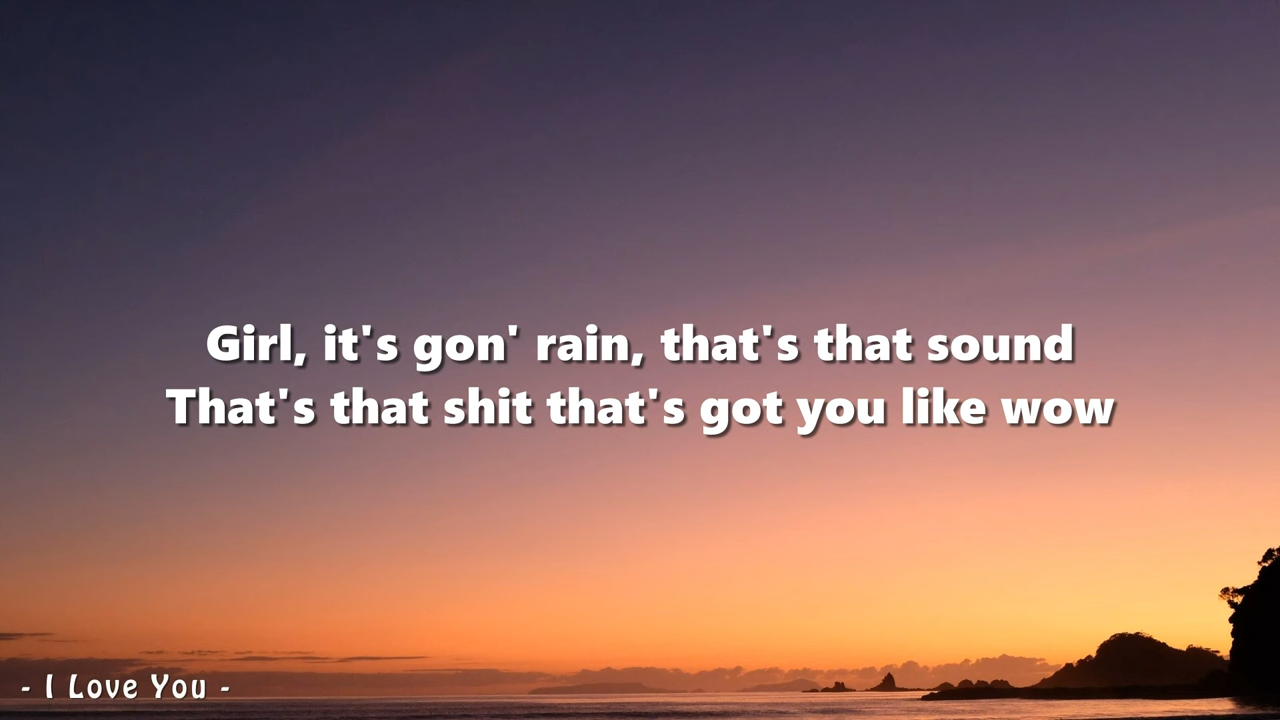 Girl, it's gon' rain, that's that sound
That's that shit that's got you like wow
- I Love You -